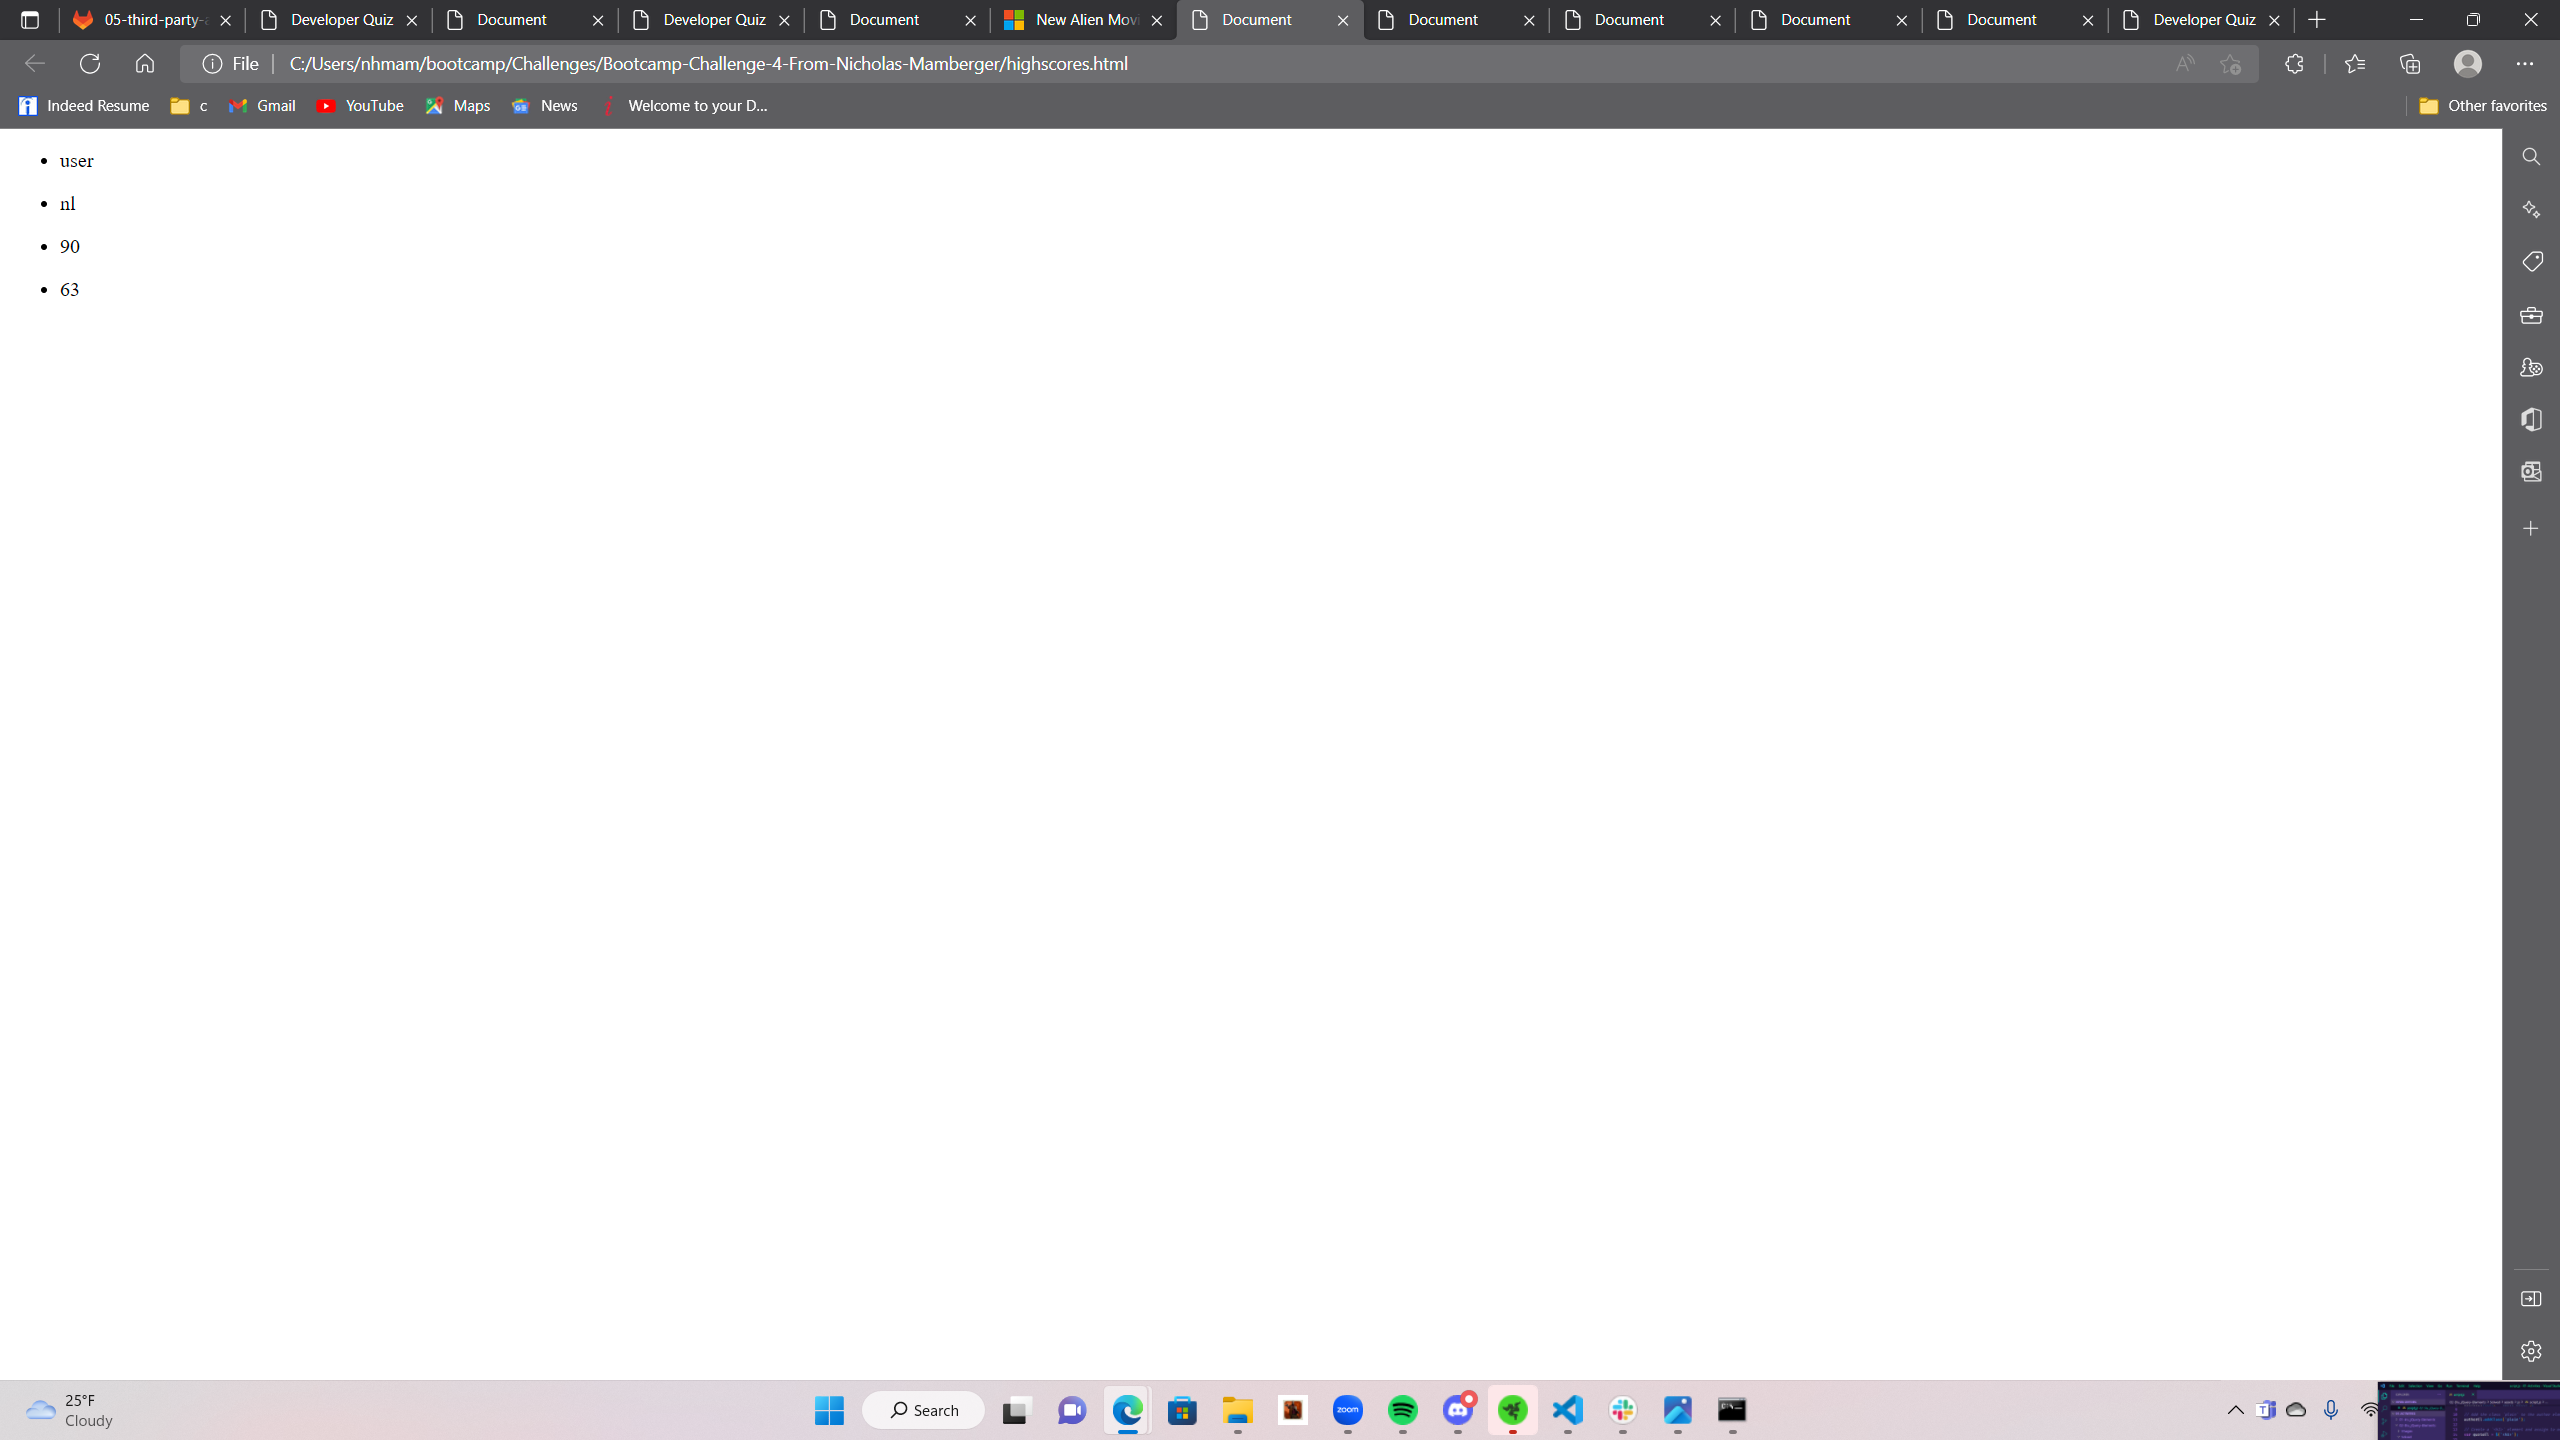 05-third-party-a Developer Quiz Document Developer Quiz Document New Alien Movi Document Document Document Document Document Developer Quiz
File C:/Users/nhmam/bootcamp/Challenges/Bootcamp-Challenge-4-From-Nicholas-Mamberger/highscores.html
Indeed Resume c Gmail YouTube Maps News Welcome to your D... Other favorites
user
nl
90
63
25°F
Cloudy
Search
zoom